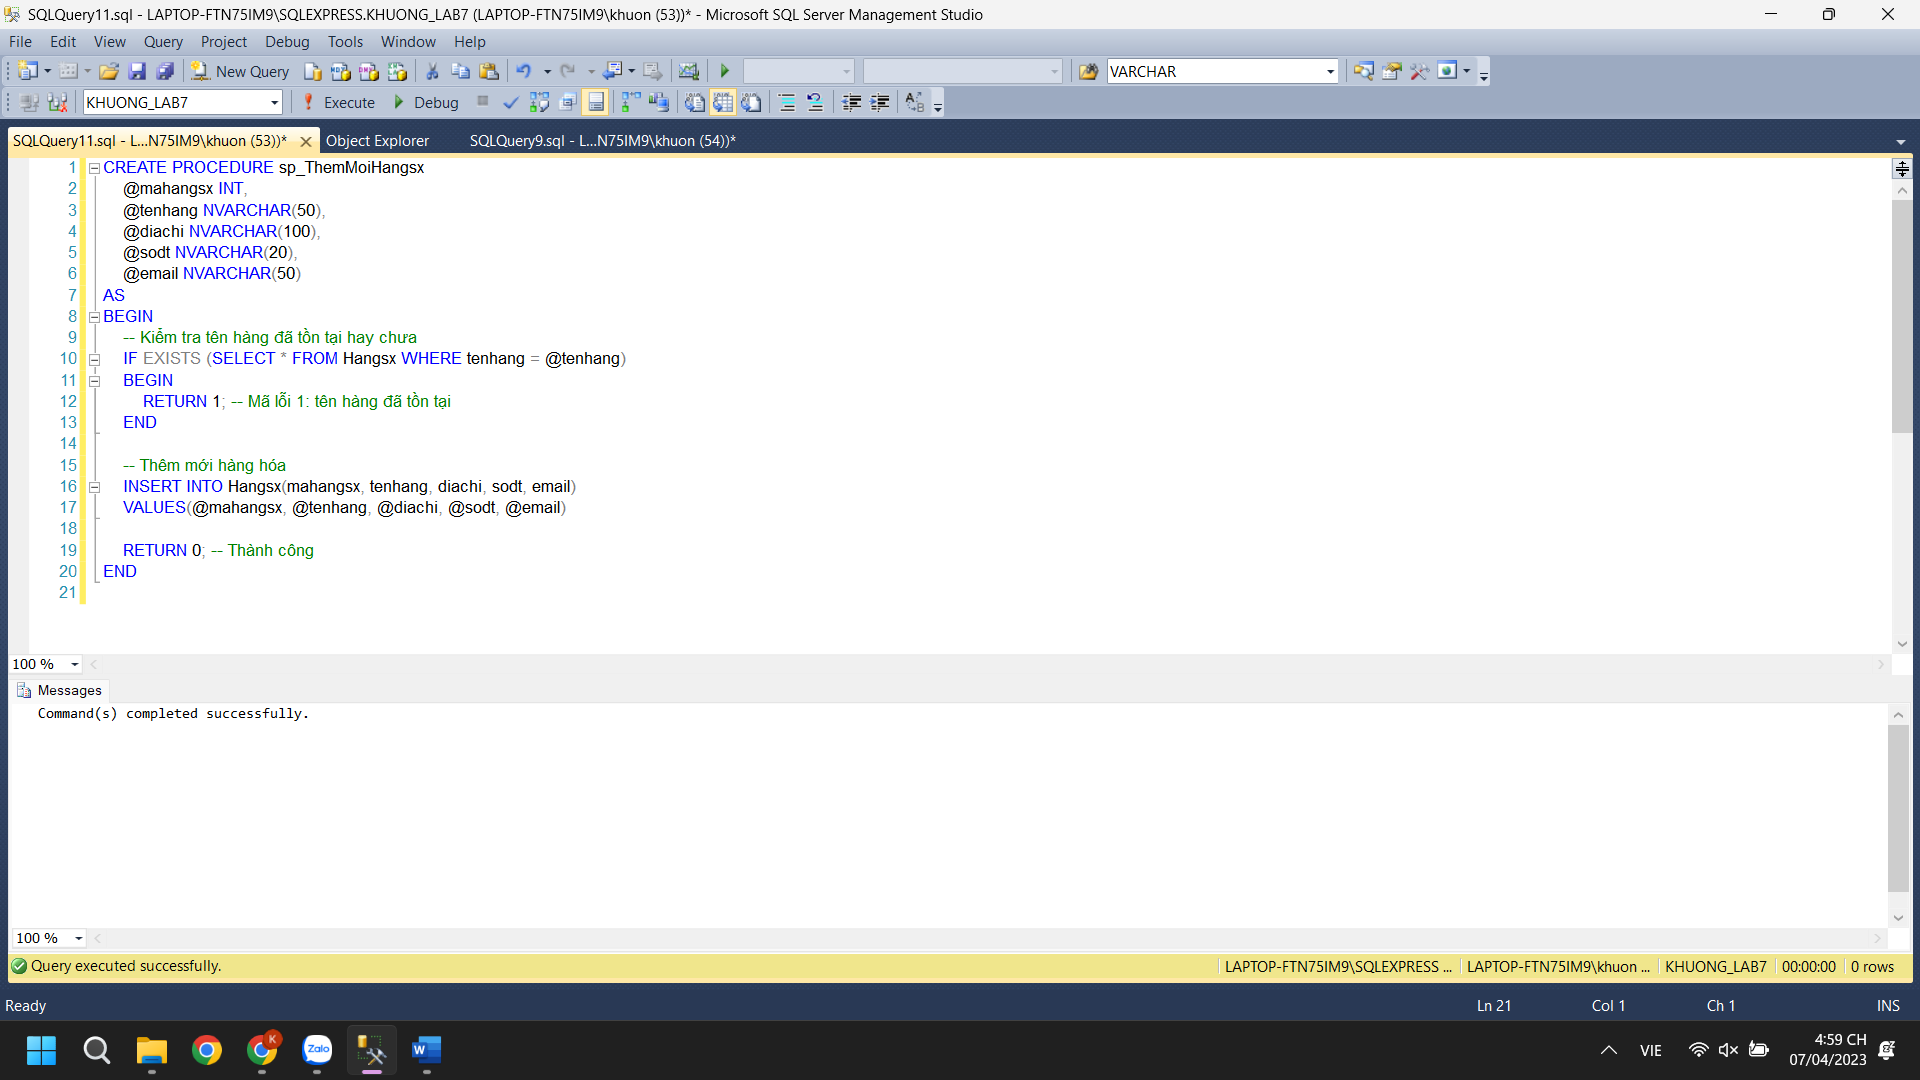 SQLQuery11.sql - LAPTOP-FTN75IM9\SQLEXPRESS.KHUONG_LAB7 (LAPTOP-FTN75IM9\khuon (53))* - Microsoft SQL Server Management Studio
File Edit View Query Project Debug Tools Window Help
New Query VARCHAR
KHUONG_LAB7 Execute Debug
SQLQuery11.sql - L...N75IM9\khuon (53))* Object Explorer SQLQuery9.sql - L...N75IM9\khuon (54))*
1 CREATE PROCEDURE sp_ThemMoiHangsx
2 @mahangsx INT,
3 @tenhang NVARCHAR(50),
4 @diachi NVARCHAR(100),
5 @sodt NVARCHAR(20),
6 @email NVARCHAR(50)
7 AS
8 BEGIN
9 -- Kiểm tra tên hàng đã tồn tại hay chưa
10 IF EXISTS (SELECT * FROM Hangsx WHERE tenhang = @tenhang)
11 BEGIN
12 RETURN 1; -- Mã lỗi 1: tên hàng đã tồn tại
13 END
14
15 -- Thêm mới hàng hóa
16 INSERT INTO Hangsx(mahangsx, tenhang, diachi, sodt, email)
17 VALUES(@mahangsx, @tenhang, @diachi, @sodt, @email)
18
19 RETURN 0; -- Thành công
20 END
21
100 %
Messages
Command(s) completed successfully.
100 %
Query executed successfully. LAPTOP-FTN75IM9\SQLEXPRESS ... LAPTOP-FTN75IM9\khuon ... KHUONG_LAB7 00:00:00 0 rows
Ready Ln 21 Col 1 Ch 1 INS
K Zalo W VIE 4:59 CH
07/04/2023